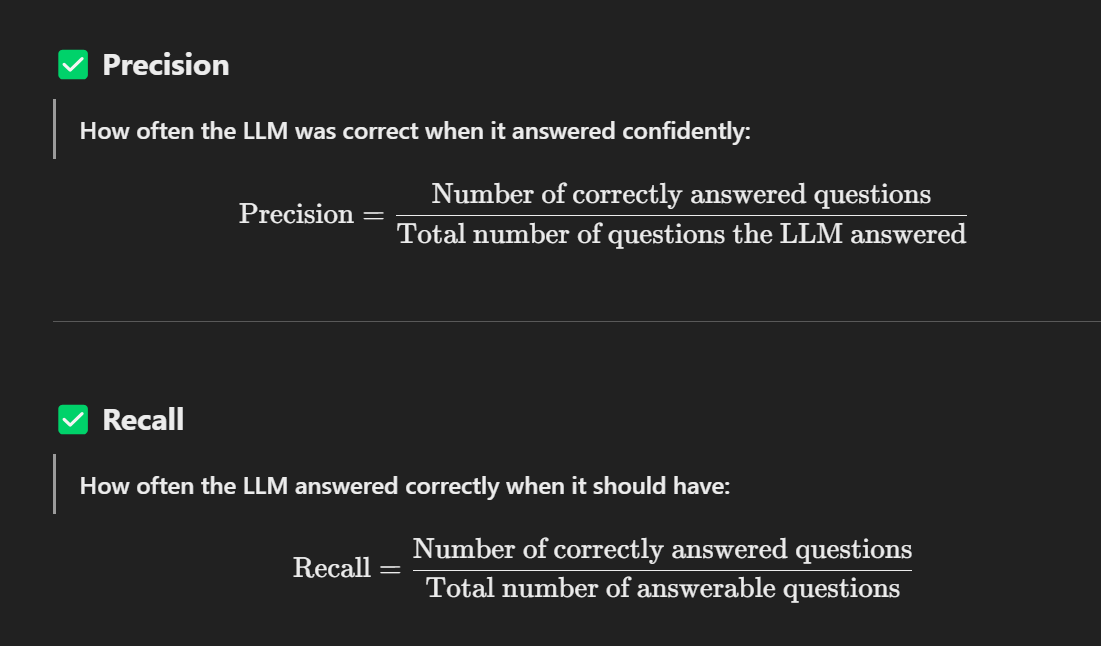 ✅ Precision
How often the LLM was correct when it answered confidently:
Number of correctly answered questions
Precision =
Total number of questions the LLM answered
✅ Recall
How often the LLM answered correctly when it should have:
Number of correctly answered questions
Recall =
Total number of answerable questions